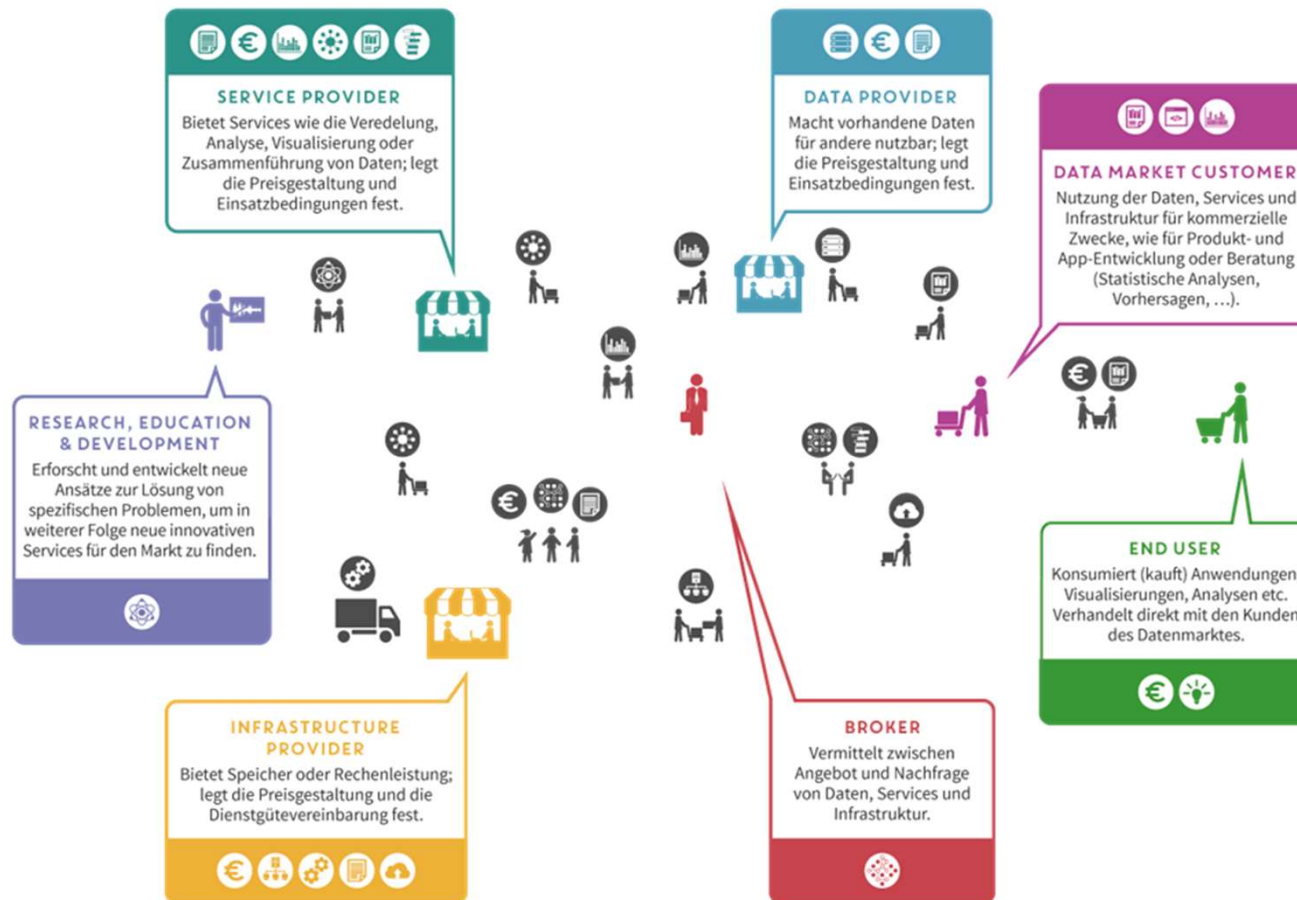 SERVICE PROVIDER
Bietet Services wie die Veredelung,
Analyse, Visualisierung oder
Zusammenführung von Daten; legt
die Preisgestaltung und
Einsatzbedingungen fest.
DATA PROVIDER
Macht vorhandene Daten
für andere nutzbar; legt
die Preisgestaltung und
Einsatzbedingungen fest.
DATA MARKET CUSTOMER
Nutzung der Daten, Services und
Infrastruktur für kommerzielle
Zwecke, wie für Produkt- und
App-Entwicklung oder Beratung
(Statistische Analysen,
Vorhersagen, ...).
RESEARCH, EDUCATION
& DEVELOPMENT
Erforscht und entwickelt neue
Ansätze zur Lösung von
spezifischen Problemen, um in
weiterer Folge neue innovativen
Services für den Markt zu finden.
END USER
Konsumiert (kauft) Anwendungen
Visualisierungen, Analysen etc.
Verhandelt direkt mit den Kunden
des Datenmarktes.
INFRASTRUCTURE
PROVIDER
Bietet Speicher oder Rechenleistung;
legt die Preisgestaltung und die
Dienstgütevereinbarung fest.
BROKER
Vermittelt zwischen
Angebot und Nachfrage
von Daten, Services und
Infrastruktur.